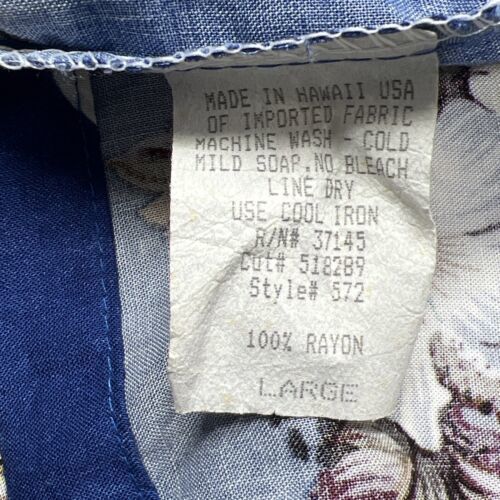 MADE IN HAWAII USA
OF IMPORTED FABRIC
MACHINE WASH - COLD
MILD SOAP, NO BLEACH
LINE DRY
USE COOL IRON
R/N# 37145
Cut# 518289
Style# 572
100% RAYON
LARGE